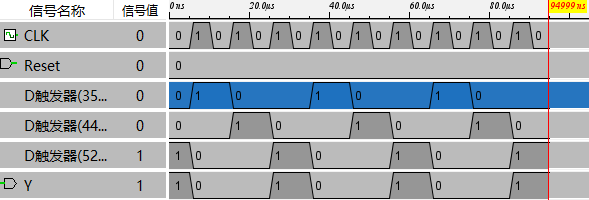 信号名称 信号值 0ns 20.0μs 40.0μs 60.0μs 80.0μs 94999ns
CLK 0 0 1 0 1 0 1 0 1 0 1 0 1 0 1 0 1 0 1 0
Reset 0 0
D触发器(35... 0 0 1 0 1 0 1 0
D触发器(44... 0 0 1 0 1 0 1 0
D触发器(52... 1 1 0 1 0 1 0 1
Y 1 1 0 1 0 1 0 1